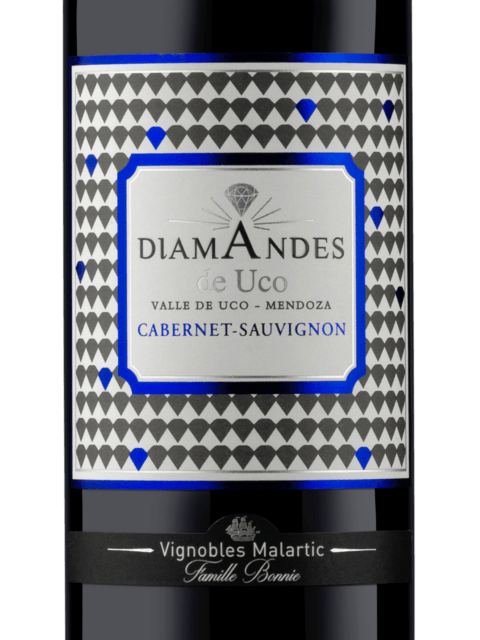 DIAMANDES
de Uco
VALLE DE UCO - MENDOZA
CABERNET-SAUVIGNON
Vignobles Malartic
Famille Bonnie